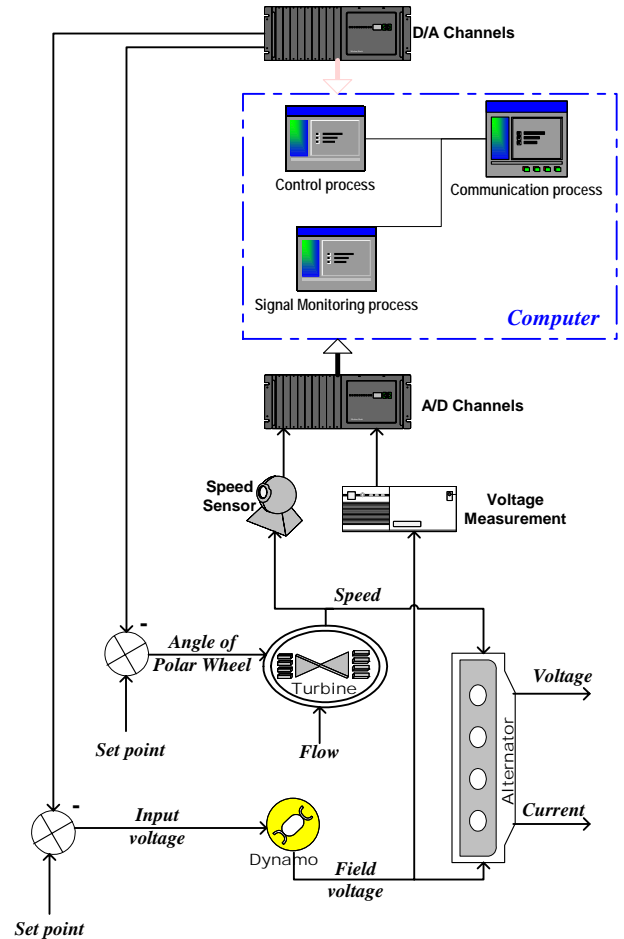 D/A Channels
Control process
Communication process
Signal Monitoring process
Computer
A/D Channels
Speed
Sensor
Voltage
Measurement
Speed
-
Angle of
Polar Wheel
Turbine
Set point
Flow
Voltage
Alternator
Current
-
Input
voltage
Dynamo
Field
voltage
Set point